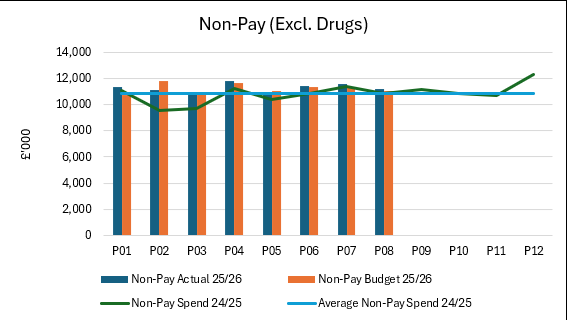 Non-Pay (Excl. Drugs)
14,000
12,000
10,000
8,000
6,000
4,000
2,000
0
£'000
P01 P02 P03 P04 P05 P06 P07 P08 P09 P10 P11 P12
Non-Pay Actual 25/26 Non-Pay Budget 25/26
Non-Pay Spend 24/25 Average Non-Pay Spend 24/25